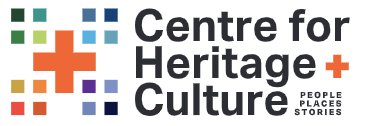 Centre for
Heritage +
Culture
PEOPLE
PLACES
STORIES